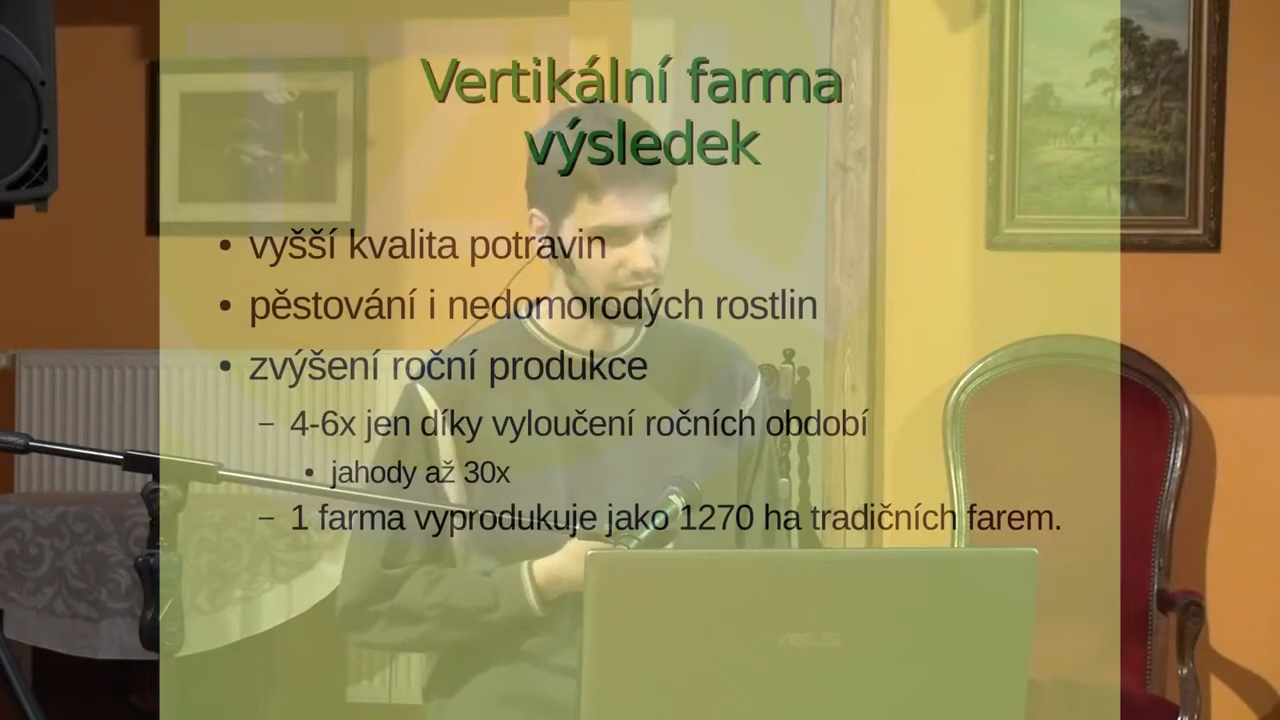 Vertikální farma
výsledek
• vyšší kvalita potravin
• pěstování i nedomorodých rostlin
• zvýšení roční produkce
– 4-6x jen díky vyloučení ročních období
• jahody až 30x
– 1 farma vyprodukuje jako 1270 ha tradičních farem.